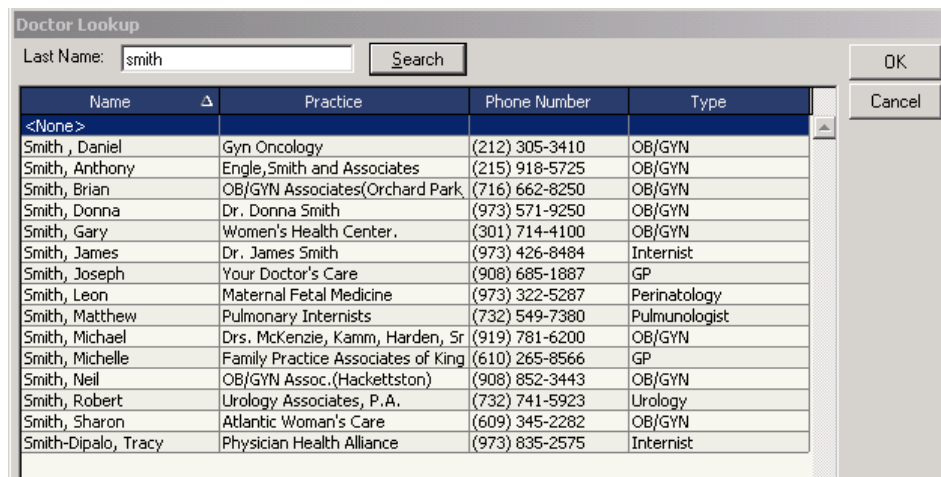 Doctor Lookup
Last Name: smith Search OK
Name Practice Phone Number Type Cancel
<None>
Smith , Daniel Gyn Oncology (212) 305-3410 OB/GYN
Smith, Anthony Engle,Smith and Associates (215) 918-5725 OB/GYN
Smith, Brian OB/GYN Associates(Orchard Park, (716) 662-8250 OB/GYN
Smith, Donna Dr. Donna Smith (973) 571-9250 OB/GYN
Smith, Gary Women's Health Center. (301) 714-4100 OB/GYN
Smith, James Dr. James Smith (973) 426-8484 Internist
Smith, Joseph Your Doctor's Care (908) 685-1887 GP
Smith, Leon Maternal Fetal Medicine (973) 322-5287 Perinatology
Smith, Matthew Pulmonary Internists (732) 549-7380 Pulmunologist
Smith, Michael Drs. McKenzie, Kamm, Harden, Sr (919) 781-6200 OB/GYN
Smith, Michelle Family Practice Associates of King (610) 265-8566 GP
Smith, Neil OB/GYN Assoc.(Hackettston) (908) 852-3443 OB/GYN
Smith, Robert Urology Associates, P.A. (732) 741-5923 Urology
Smith, Sharon Atlantic Woman's Care (609) 345-2282 OB/GYN
Smith-Dipalo, Tracy Physician Health Alliance (973) 835-2575 Internist